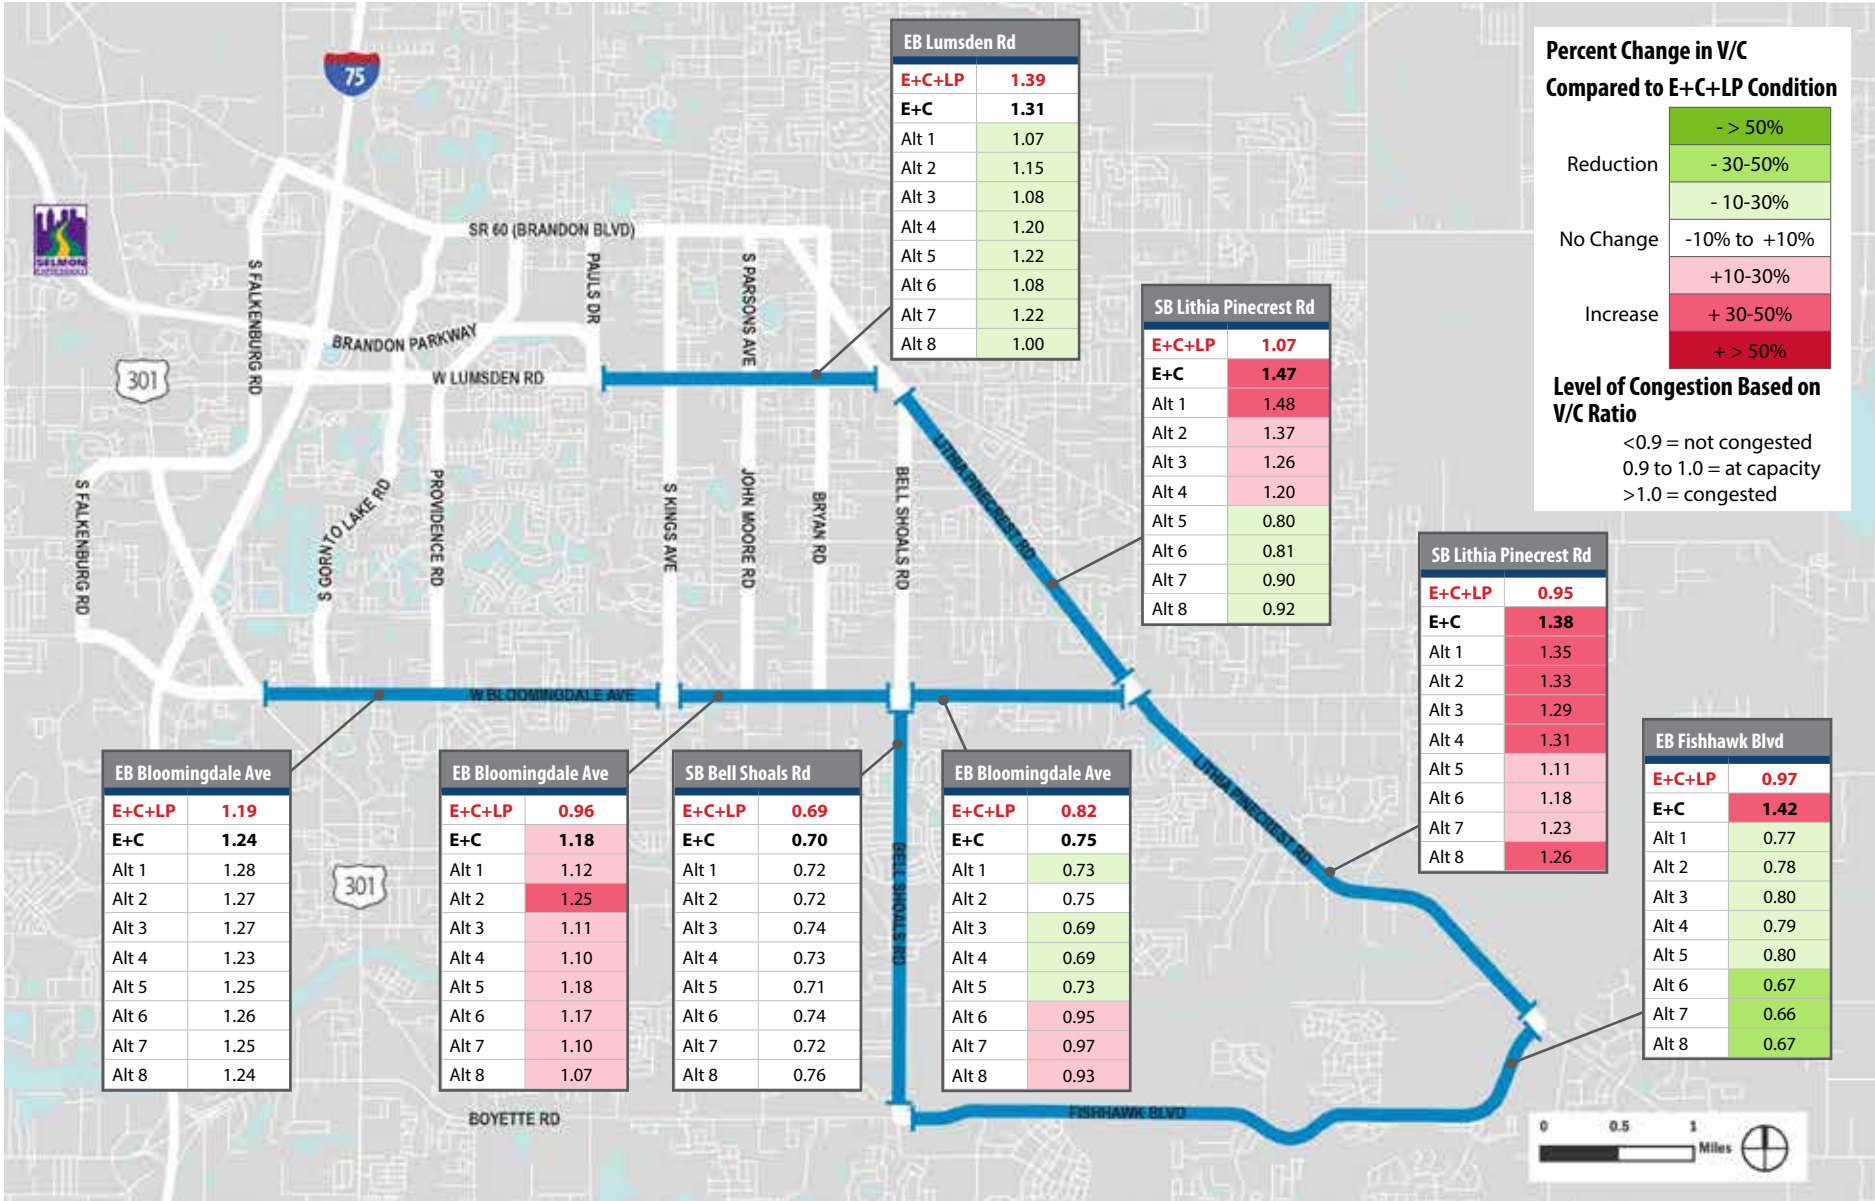 EB Lumsden Rd
E+C+LP 1.39
E+C 1.31
Alt 1 1.07
Alt 2 1.15
Alt 3 1.08
Alt 4 1.20
Alt 5 1.22
Alt 6 1.08
Alt 7 1.22
Alt 8 1.00
Percent Change in V/C
Compared to E+C+LP Condition
- > 50%
Reduction - 30-50%
- 10-30%
No Change -10% to +10%
+10-30%
Increase + 30-50%
+ > 50%
Level of Congestion Based on
V/C Ratio
<0.9 = not congested
0.9 to 1.0 = at capacity
>1.0 = congested
75
SELMON
SR 60 (BRANDON BLVD)
S FALKENBURG RD
PAULS DR
S PARSONS AVE
BRANDON PARKWAY
301
W LUMSDEN RD
SB Lithia Pinecrest Rd
E+C+LP 1.07
E+C 1.47
Alt 1 1.48
Alt 2 1.37
Alt 3 1.26
Alt 4 1.20
Alt 5 0.80
Alt 6 0.81
Alt 7 0.90
Alt 8 0.92
S FALKENBURG RD
S GORNTO LAKE RD
PROVIDENCE RD
S KINGS AVE
JOHN MOORE RD
BRYAN RD
BELL SHOALS RD
LITHIA PINECREST RD
W BLOOMINGDALE AVE
SB Lithia Pinecrest Rd
E+C+LP 0.95
E+C 1.38
Alt 1 1.35
Alt 2 1.33
Alt 3 1.29
Alt 4 1.31
Alt 5 1.11
Alt 6 1.18
Alt 7 1.23
Alt 8 1.26
EB Bloomingdale Ave
E+C+LP 1.19
E+C 1.24
Alt 1 1.28
Alt 2 1.27
Alt 3 1.27
Alt 4 1.23
Alt 5 1.25
Alt 6 1.26
Alt 7 1.25
Alt 8 1.24
301
EB Bloomingdale Ave
E+C+LP 0.96
E+C 1.18
Alt 1 1.12
Alt 2 1.25
Alt 3 1.11
Alt 4 1.10
Alt 5 1.18
Alt 6 1.17
Alt 7 1.10
Alt 8 1.07
SB Bell Shoals Rd
E+C+LP 0.69
E+C 0.70
Alt 1 0.72
Alt 2 0.72
Alt 3 0.74
Alt 4 0.73
Alt 5 0.71
Alt 6 0.74
Alt 7 0.72
Alt 8 0.76
BELL SHOALS RD
EB Bloomingdale Ave
E+C+LP 0.82
E+C 0.75
Alt 1 0.73
Alt 2 0.75
Alt 3 0.69
Alt 4 0.69
Alt 5 0.73
Alt 6 0.95
Alt 7 0.97
Alt 8 0.93
LITHIA PINECREST RD
EB Fishhawk Blvd
E+C+LP 0.97
E+C 1.42
Alt 1 0.77
Alt 2 0.78
Alt 3 0.80
Alt 4 0.79
Alt 5 0.80
Alt 6 0.67
Alt 7 0.66
Alt 8 0.67
BOYETTE RD
FISHHAWK BLVD
0 0.5 1
Miles